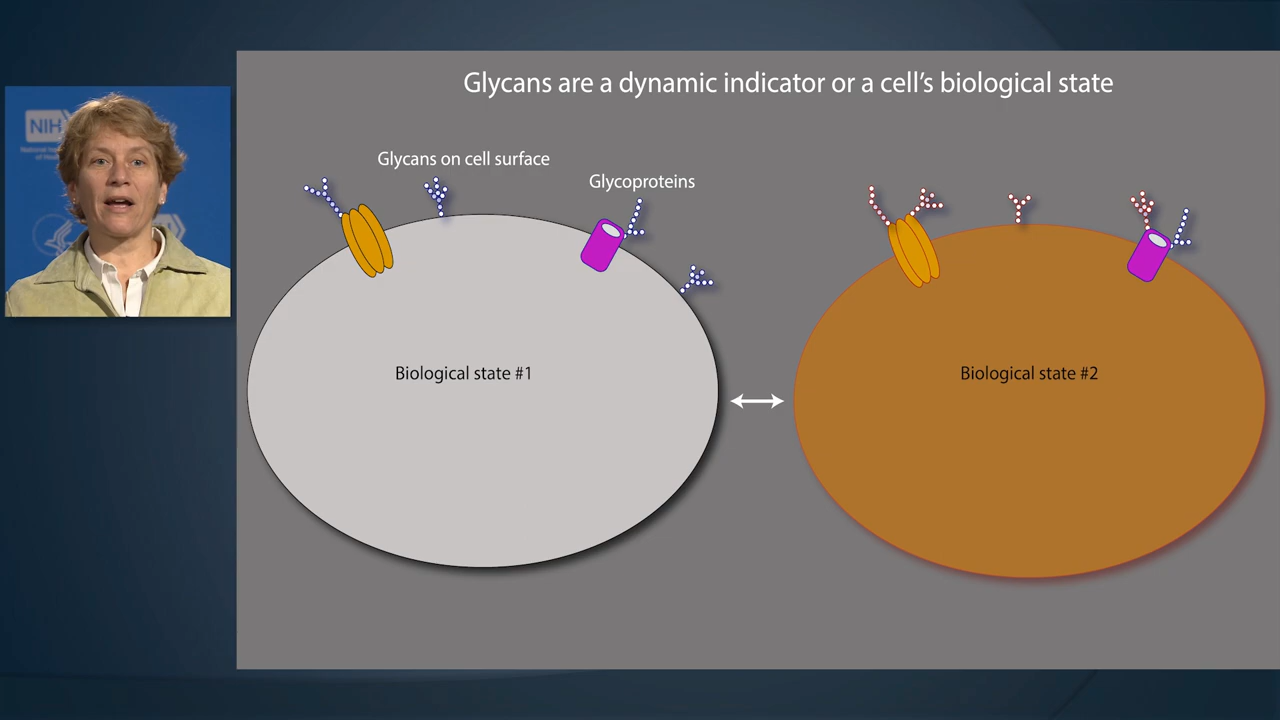 Glycans are a dynamic indicator or a cell's biological state
Glycans on cell surface
Glycoproteins
NIH
Biological state #1
Biological state #2